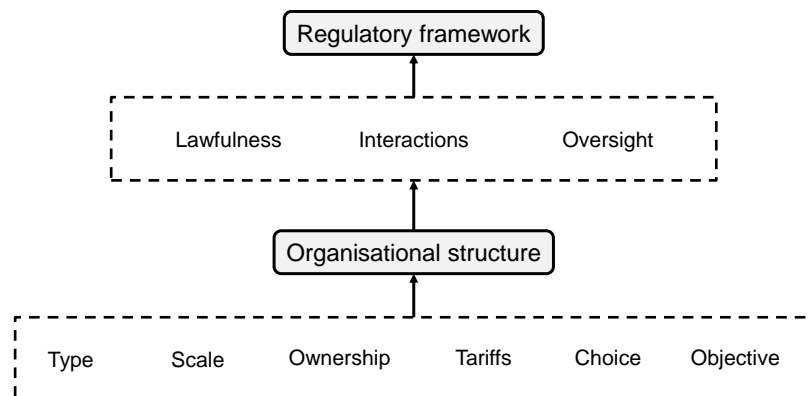 Regulatory framework
Lawfulness Interactions Oversight
Organisational structure
Type Scale Ownership Tariffs Choice Objective